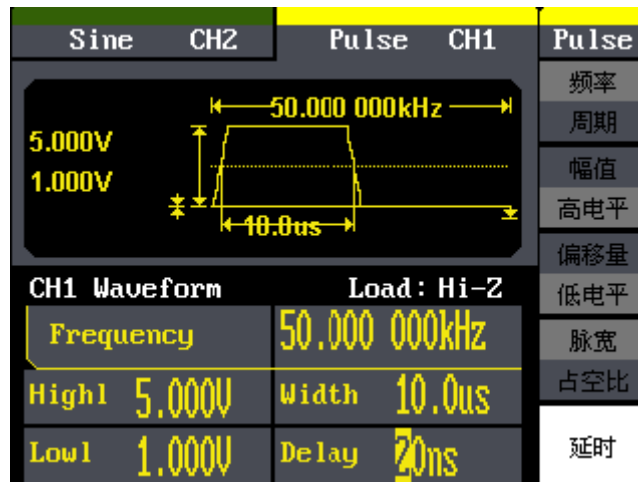 Sine CH2 Pulse CH1 Pulse
频率
周期
幅值
高电平
偏移量
低电平
脉宽
占空比
延时
50.000 000kHz
5.000V
1.000V
10.0us
CH1 Waveform Load: Hi-Z
Frequency 50.000 000kHz
Highl 5.000V Width 10.0us
Lowl 1.000V Delay 20ns